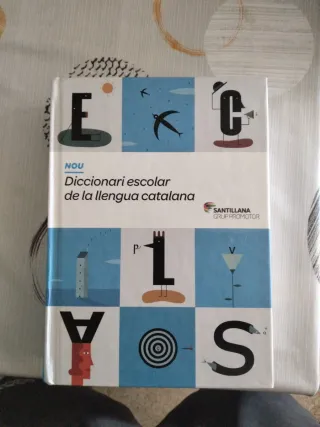 E C
NOU
Diccionari escolar
de la llengua catalana
SANTILLANA
GRUP PROMOTOR
P L V
A O S